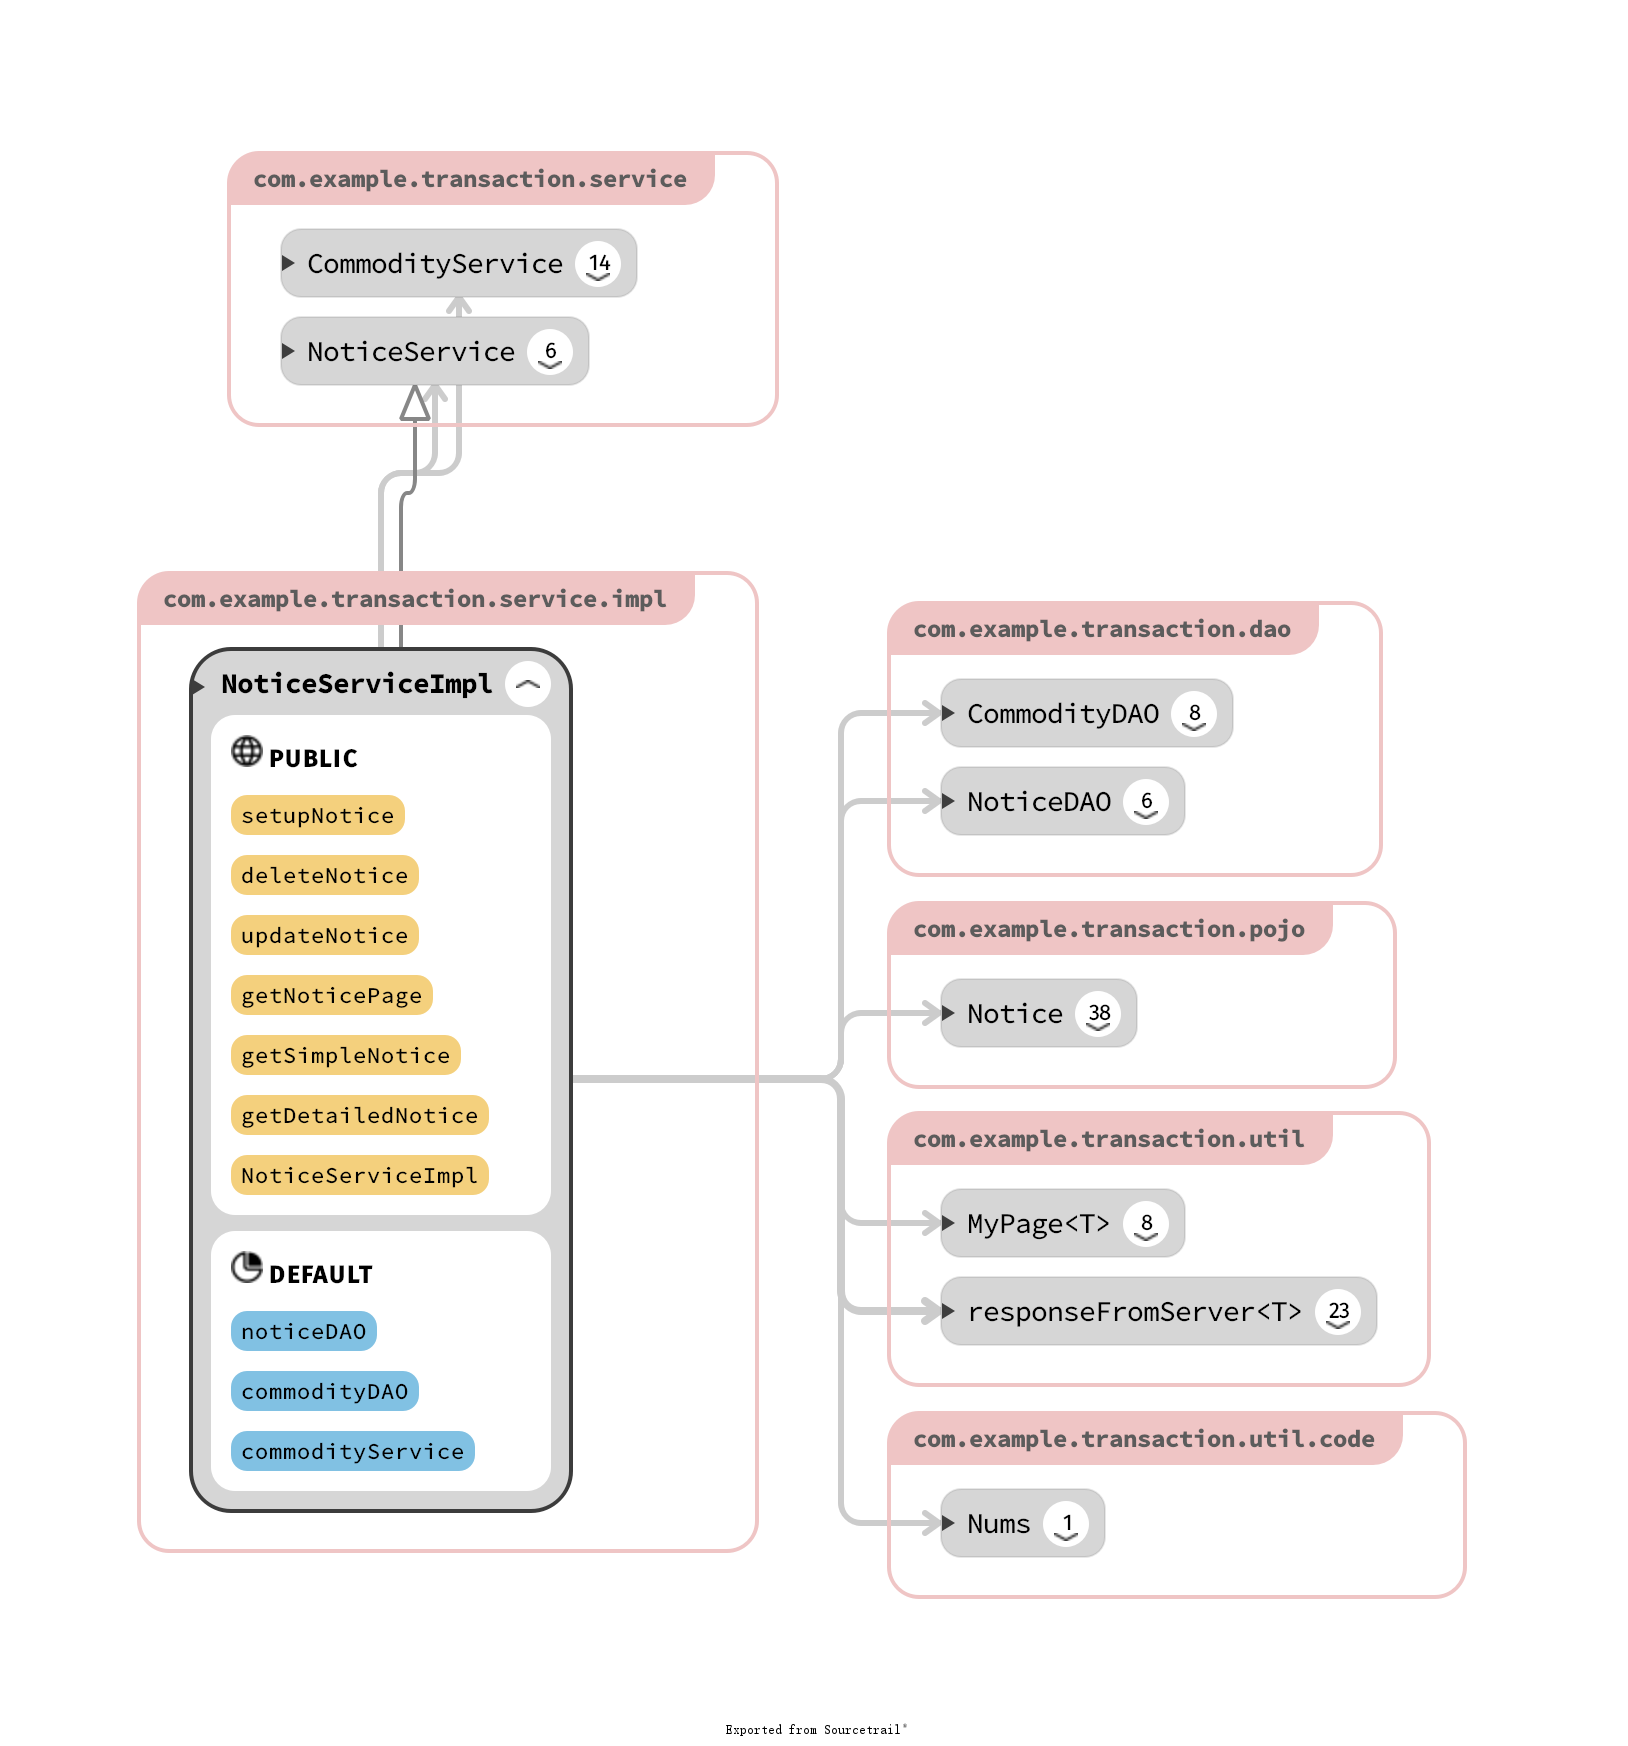 com.example.transaction.service
CommodityService 14
NoticeService 6
com.example.transaction.service.impl
NoticeServiceImpl
PUBLIC
setupNotice
deleteNotice
updateNotice
getNoticePage
getSimpleNotice
getDetailedNotice
NoticeServiceImpl
DEFAULT
noticeDAO
commodityDAO
commodityService
com.example.transaction.dao
CommodityDAO 8
NoticeDAO 6
com.example.transaction.pojo
Notice 38
com.example.transaction.util
MyPage<T> 8
responseFromServer<T> 23
com.example.transaction.util.code
Nums 1
Exported from Sourcetrail®